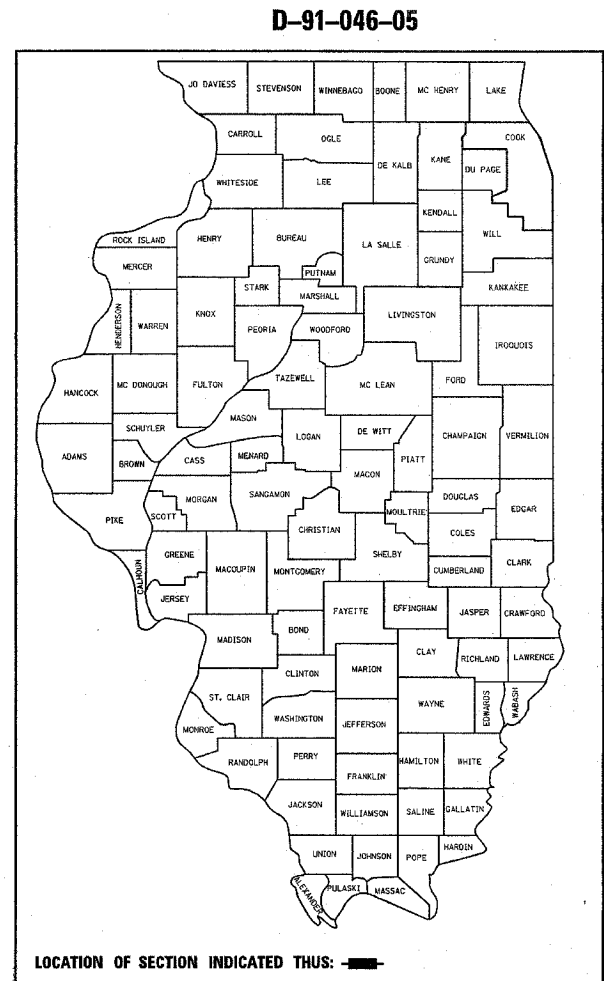 D-91-046-05
JO DAVIESS STEVENSON WINNEBAGO BOONE MC HENRY LAKE
CARROLL OGLE DE KALB KANE COOK
DU PAGE
WHITESIDE LEE
KENDALL WILL
ROCK ISLAND HENRY BUREAU LA SALLE
GRUNDY
PUTNAM
MERCER
STARK MARSHALL KANKAKEE
HENDERSON WARREN KNOX PEORIA WOODFORD LIVINGSTON IROQUOIS
HANCOCK MC DONOUGH FULTON TAZEWELL MC LEAN FORD
SCHUYLER MASON LOGAN DE WITT CHAMPAIGN VERMILION
ADAMS BROWN CASS MENARD PIATT
MACON
MORGAN SANGAMON DOUGLAS EDGAR
PIKE SCOTT MOULTRIE
CHRISTIAN COLES
GREENE SHELBY
CALHOUN MACOUPIN MONTGOMERY CUMBERLAND CLARK
JERSEY FAYETTE EFFINGHAM JASPER CRAWFORD
MADISON BOND
CLAY RICHLAND LAWRENCE
CLINTON MARION
ST. CLAIR WAYNE EDWARDS WABASH
WASHINGTON JEFFERSON
MONROE
RANDOLPH PERRY HAMILTON WHITE
FRANKLIN
JACKSON WILLIAMSON SALINE GALLATIN
UNION JOHNSON POPE HARDIN
ALEXANDER PULASKI MASSAC
LOCATION OF SECTION INDICATED THUS: